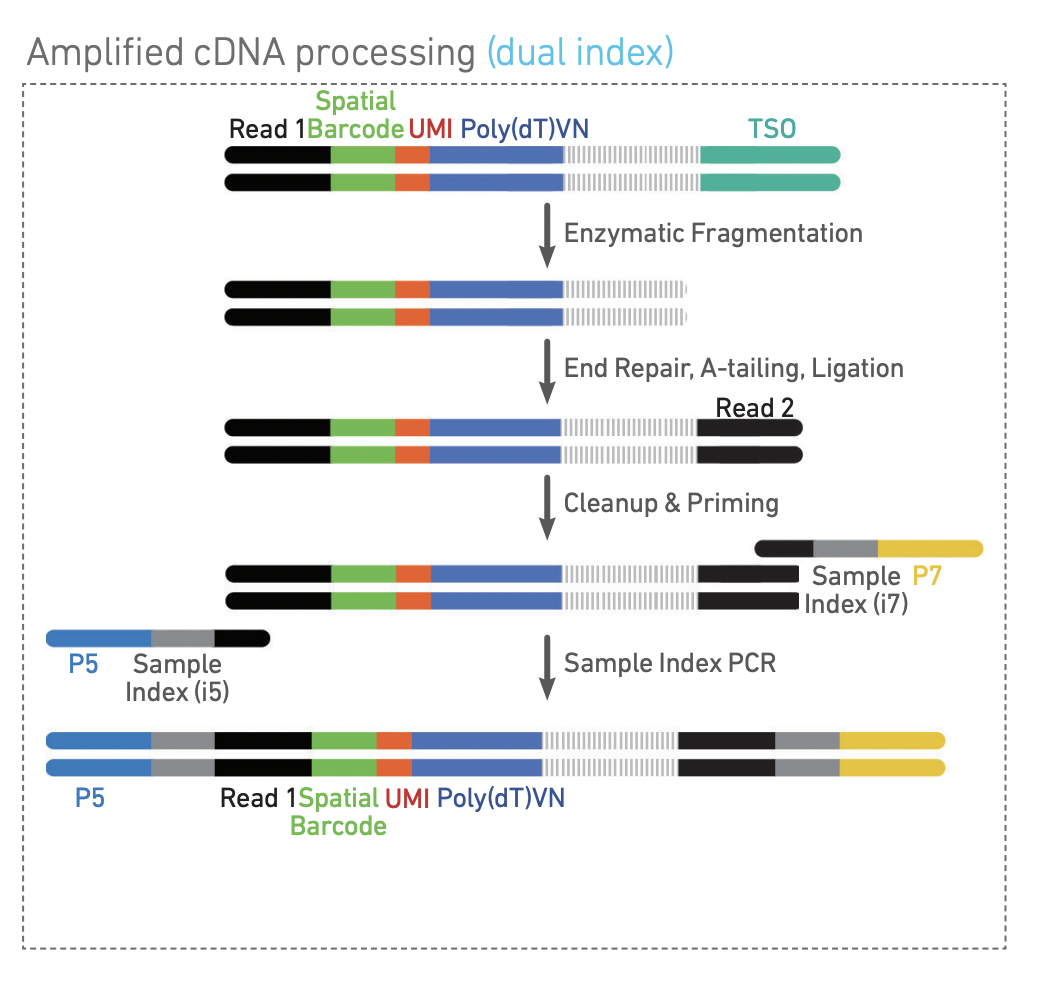 Amplified cDNA processing (dual index)
Spatial
Read 1 Barcode UMI Poly(dT)VN TSO
Enzymatic Fragmentation
End Repair, A-tailing, Ligation
Read 2
Cleanup & Priming
Sample P7
Index (i7)
P5 Sample
Index (i5)
Sample Index PCR
P5 Read 1 Spatial UMI Poly(dT)VN
Barcode